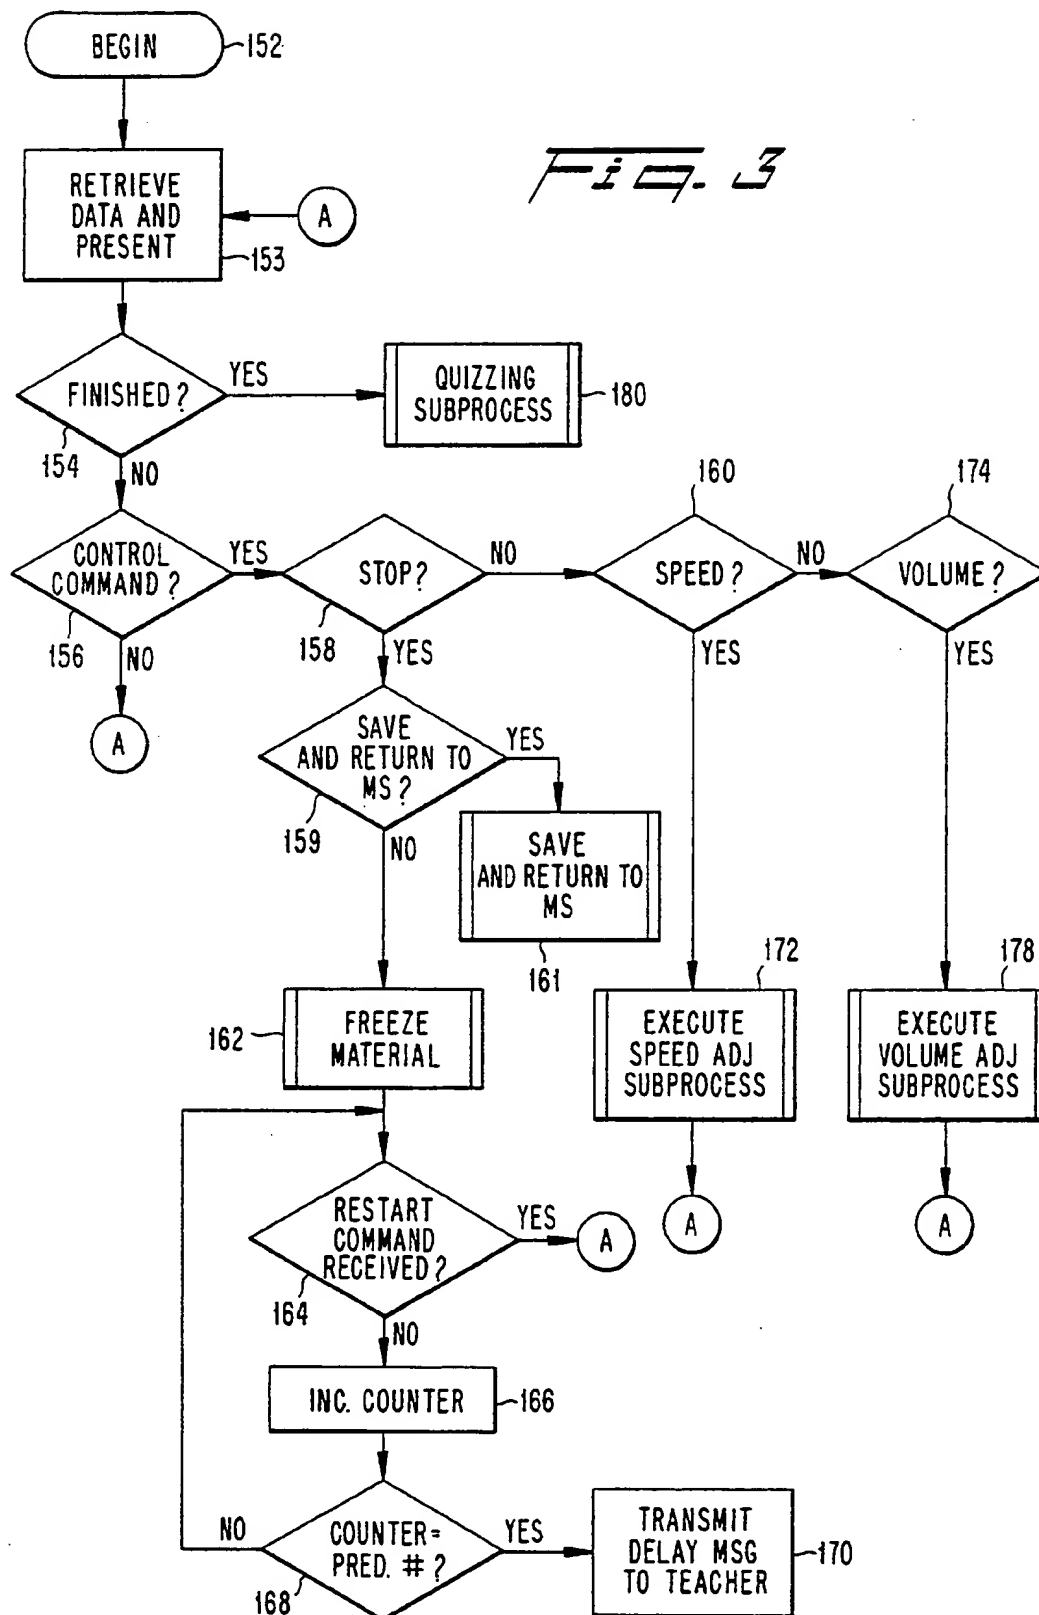 BEGIN
152
Fig. 3
RETRIEVE
DATA AND
PRESENT
153
A
FINISHED?
154
YES
NO
QUIZZING
SUBPROCESS
180
CONTROL
COMMAND?
156
YES
NO
A
STOP?
158
NO
YES
SPEED?
160
NO
YES
VOLUME?
174
YES
SAVE
AND RETURN TO
MS?
159
YES
NO
SAVE
AND RETURN TO
MS
161
FREEZE
MATERIAL
162
EXECUTE
SPEED ADJ
SUBPROCESS
172
EXECUTE
VOLUME ADJ
SUBPROCESS
178
A
A
RESTART
COMMAND
RECEIVED?
164
YES
A
NO
INC. COUNTER
166
COUNTER=
PRED. #?
168
NO
YES
TRANSMIT
DELAY MSG
TO TEACHER
170